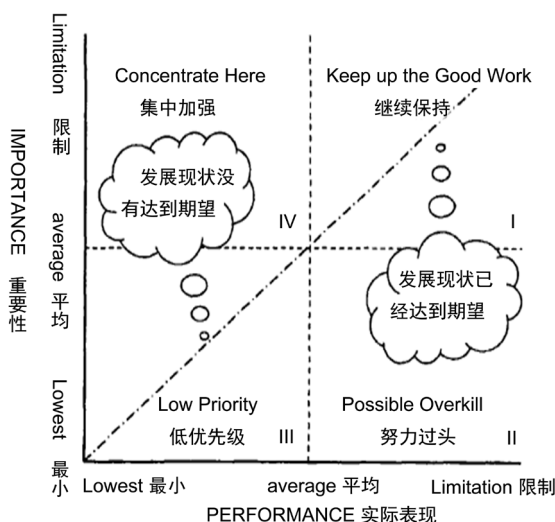 Limitation 限制
IMPORTANCE 重要性
average 平均
Lowest 最小
Concentrate Here
集中加强
Keep up the Good Work
继续保持
发展现状没
有达到期望
IV
I
发展现状已
经达到期望
Low Priority
低优先级
III
Possible Overkill
努力过头
II
Lowest 最小
average 平均
Limitation 限制
PERFORMANCE 实际表现